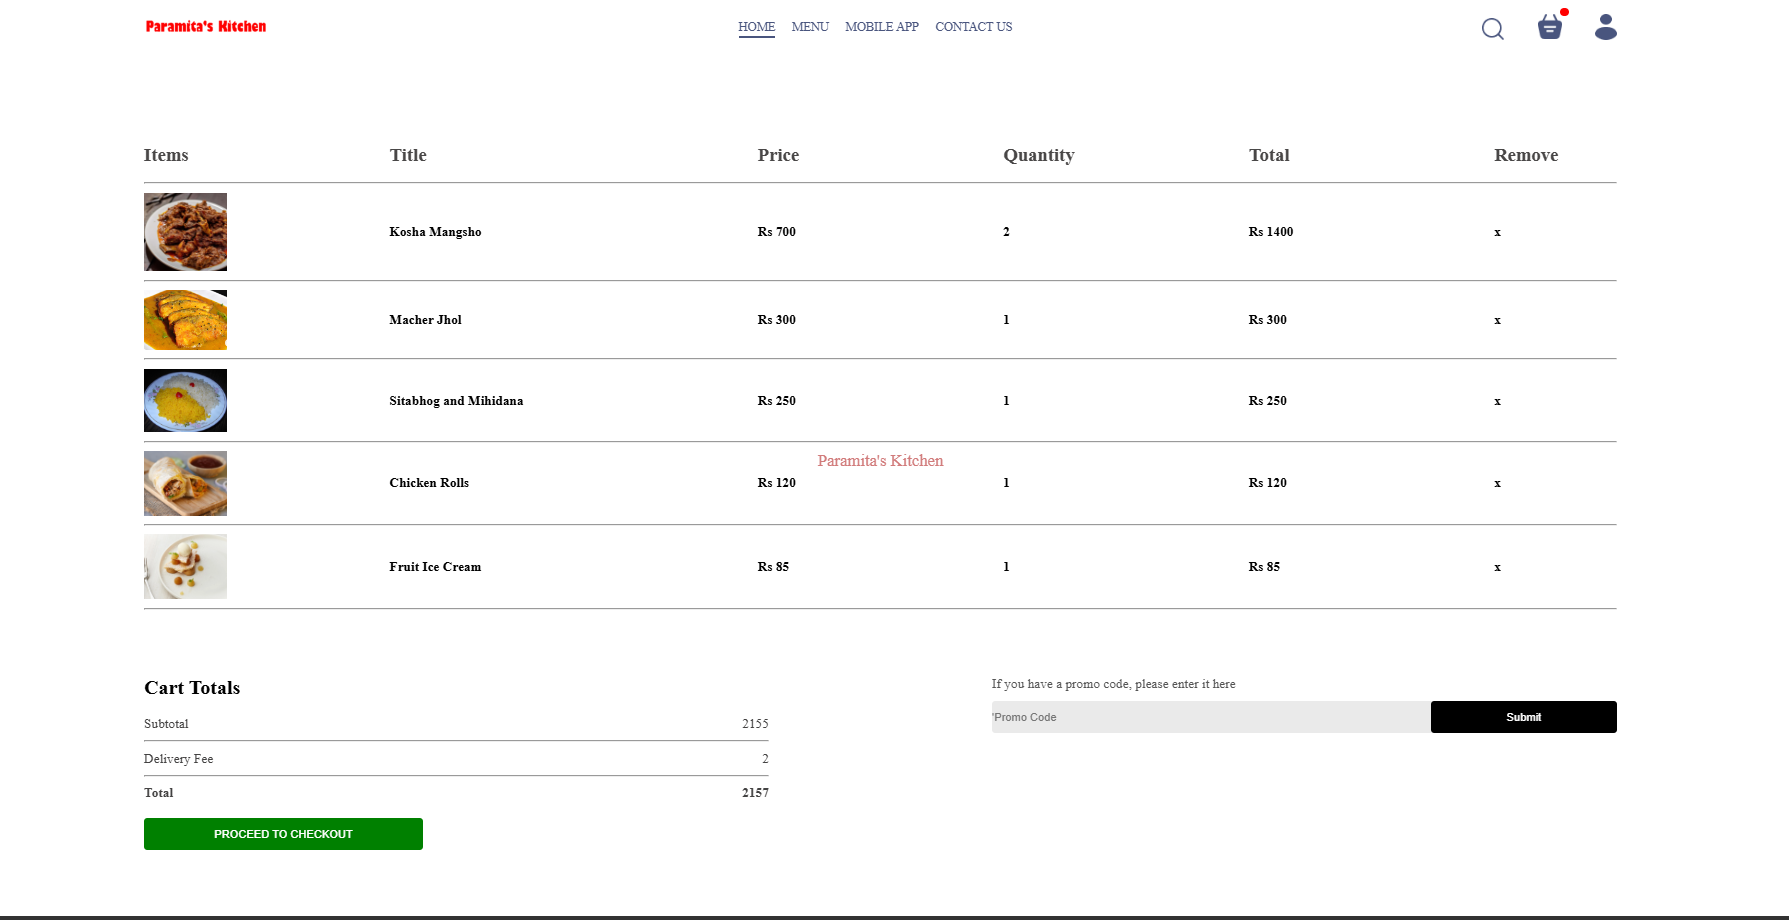 Paramita's Kitchen
HOME MENU MOBILE APP CONTACT US
Items Title Price Quantity Total Remove
Kosha Mangsho Rs 700 2 Rs 1400 x
Macher Jhol Rs 300 1 Rs 300 x
Sitabhog and Mihidana Rs 250 1 Rs 250 x
Paramita's Kitchen
Chicken Rolls Rs 120 1 Rs 120 x
Fruit Ice Cream Rs 85 1 Rs 85 x
Cart Totals
Subtotal 2155
Delivery Fee 2
Total 2157
PROCEED TO CHECKOUT
If you have a promo code, please enter it here
'Promo Code Submit